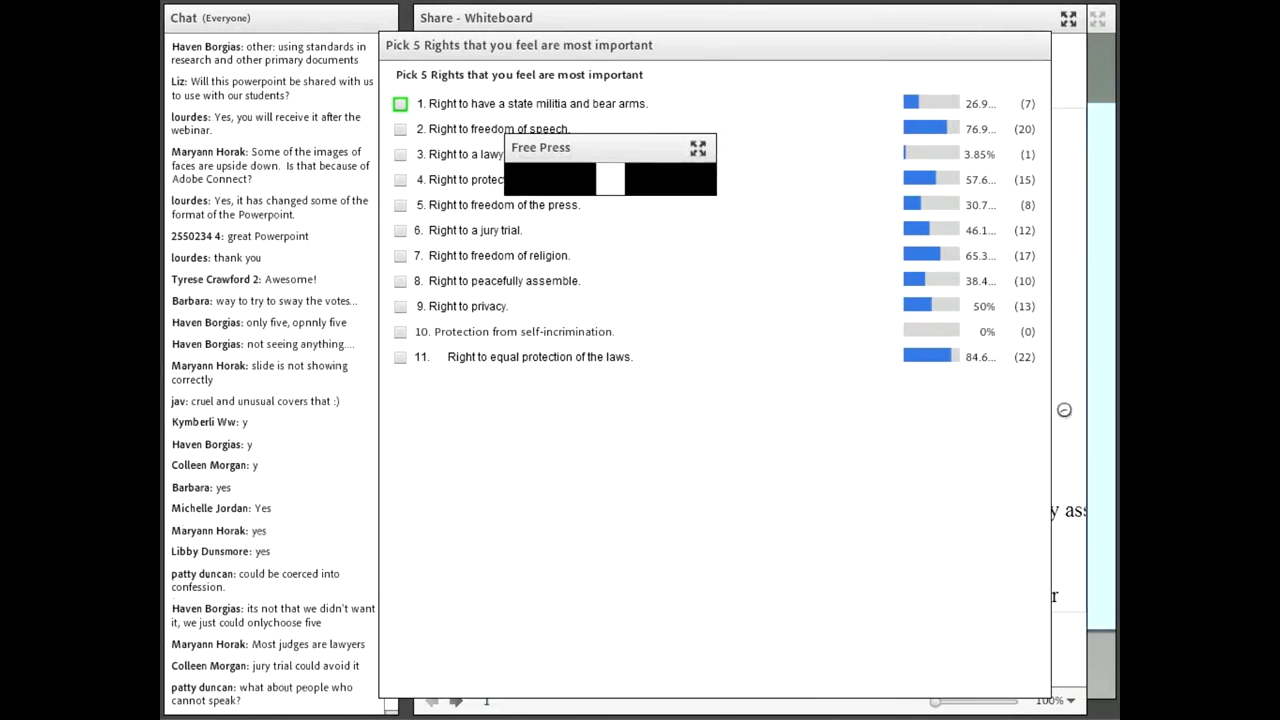 Chat (Everyone)
Haven Borgias: other: using standards in
research and other primary documents
Liz: Will this powerpoint be shared with us
to use with our students?
lourdes: Yes, you will receive it after the
webinar.
Maryann Horak: Some of the images of
faces are upside down. Is that because of
Adobe Connect?
lourdes: Yes, it has changed some of the
format of the Powerpoint.
2550234 4: great Powerpoint
lourdes: thank you
Tyrese Crawford 2: Awesome!
Barbara: way to try to sway the votes...
Haven Borgias: only five, opnnly five
Haven Borgias: not seeing anything....
Maryann Horak: slide is not showing
correctly
jav: cruel and unusual covers that :)
Kymberli Ww: y
Haven Borgias: y
Colleen Morgan: y
Barbara: yes
Michelle Jordan: Yes
Maryann Horak: yes
Libby Dunsmore: yes
patty duncan: could be coerced into
confession.
Haven Borgias: its not that we didn't want
it, we just could onlychoose five
Maryann Horak: Most judges are lawyers
Colleen Morgan: jury trial could avoid it
patty duncan: what about people who
cannot speak?
Share - Whiteboard
Pick 5 Rights that you feel are most important
Pick 5 Rights that you feel are most important
1. Right to have a state militia and bear arms. 26.9... (7)
2. Right to freedom of speech. 76.9... (20)
Free Press
3. Right to a lawy 3.85% (1)
4. Right to protec 57.6... (15)
5. Right to freedom of the press. 30.7... (8)
6. Right to a jury trial. 46.1... (12)
7. Right to freedom of religion. 65.3... (17)
8. Right to peacefully assemble. 38.4... (10)
9. Right to privacy. 50% (13)
10. Protection from self-incrimination. 0% (0)
11. Right to equal protection of the laws. 84.6... (22)
y ass
r
1
100%